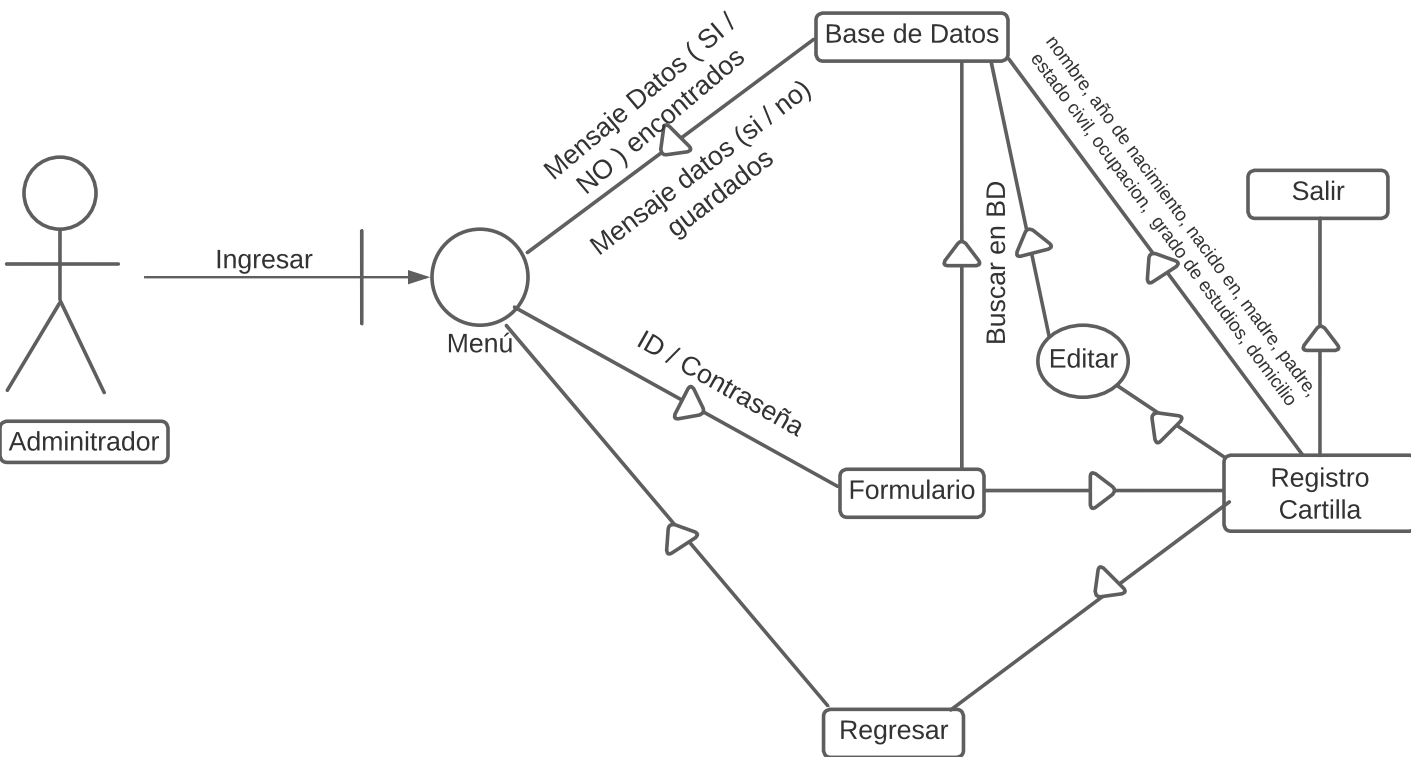 Base de Datos
Mensaje Datos ( SI /
NO ) encontrados
Mensaje datos (si / no)
guardados
nombre, año de nacimiento, nacido en, madre, padre,
estado civil, ocupacion, grado de estudios, domicilio
Salir
Ingresar
Buscar en BD
Menú
ID / Contraseña
Editar
Adminitrador
Formulario
Registro
Cartilla
Regresar